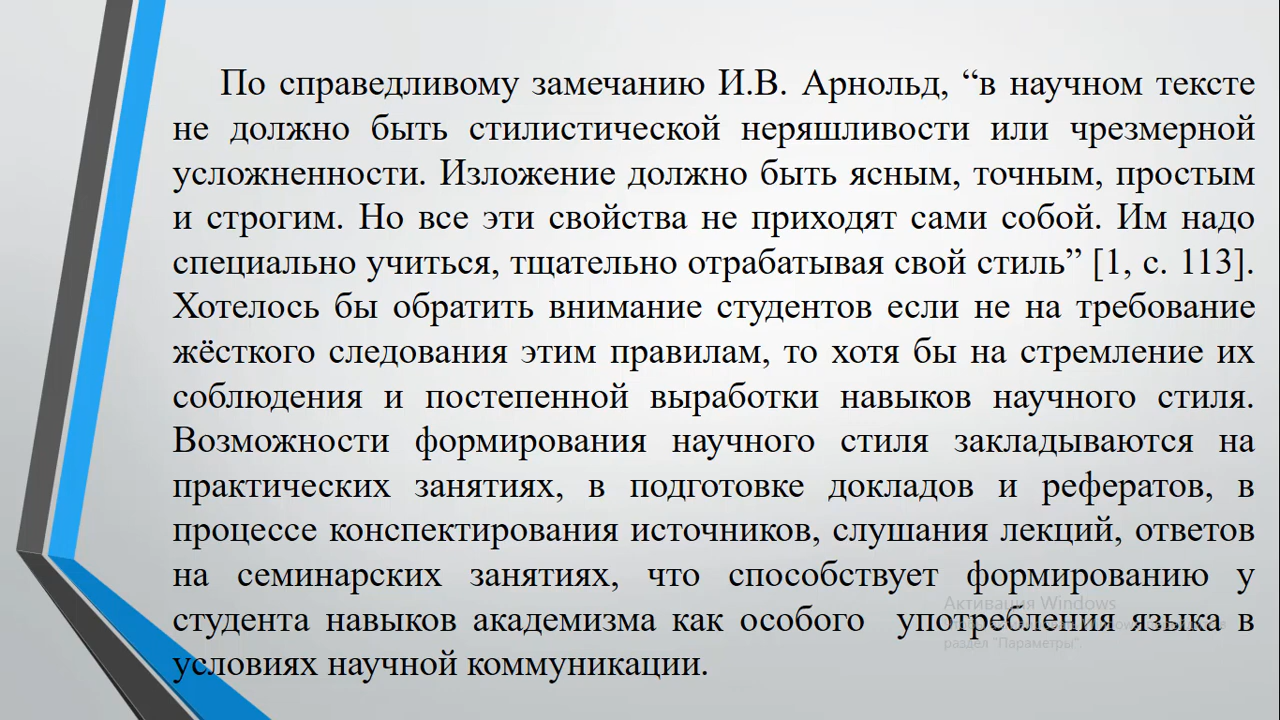 По справедливому замечанию И.В. Арнольд, “в научном тексте
не должно быть стилистической неряшливости или чрезмерной
усложненности. Изложение должно быть ясным, точным, простым
и строгим. Но все эти свойства не приходят сами собой. Им надо
специально учиться, тщательно отрабатывая свой стиль” [1, с. 113].
Хотелось бы обратить внимание студентов если не на требование
жёсткого следования этим правилам, то хотя бы на стремление их
соблюдения и постепенной выработки навыков научного стиля.
Возможности формирования научного стиля закладываются на
практических занятиях, в подготовке докладов и рефератов, в
процессе конспектирования источников, слушания лекций, ответов
на семинарских занятиях, что способствует формированию у
студента навыков академизма как особого употребления языка в
условиях научной коммуникации.
Активация Windows
раздел "Параметры".